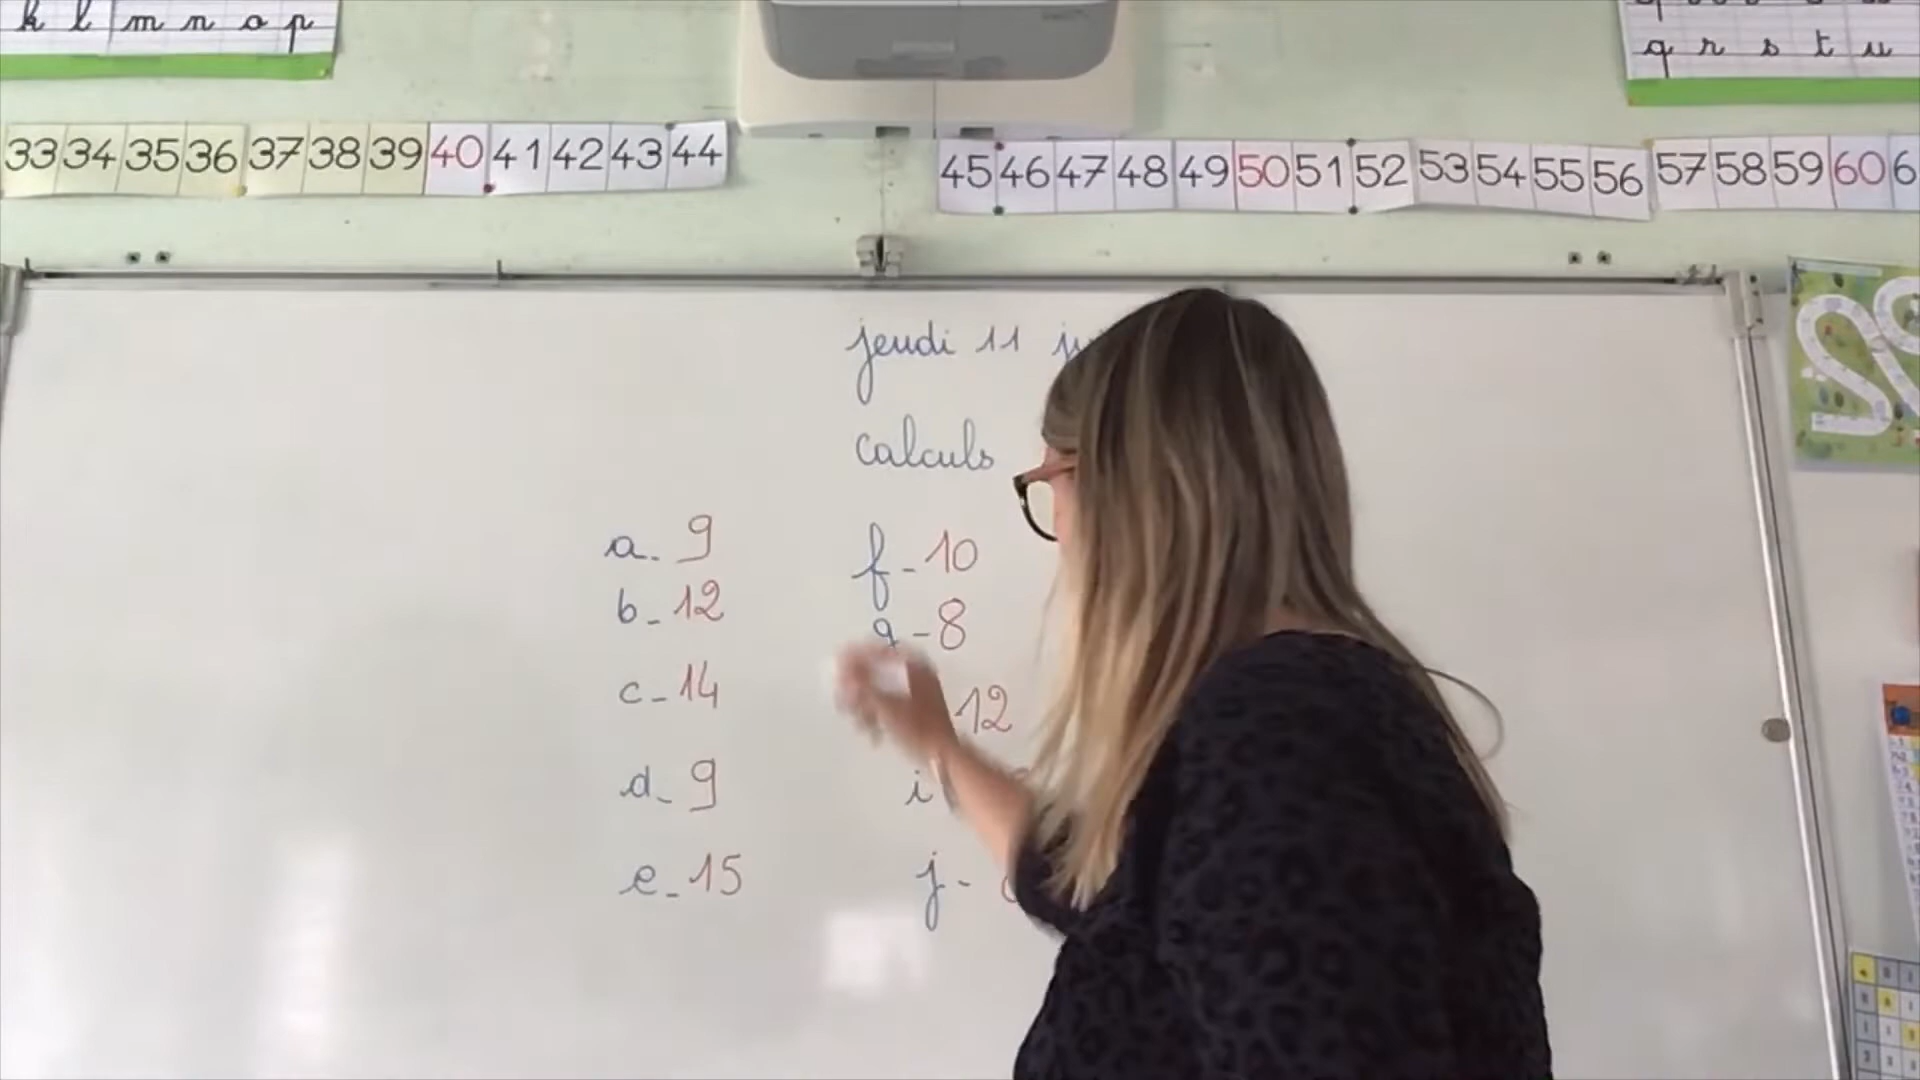 k l m n o p
q r s t u
33 34 35 36 37 38 39 40 41 42 43 44
45 46 47 48 49 50 51 52 53 54 55 56 57 58 59 60
jeudi 11
calculs
a- 9
b- 12
c- 14
d- 9
e- 15
f- 10
g- 8
12
i
j-